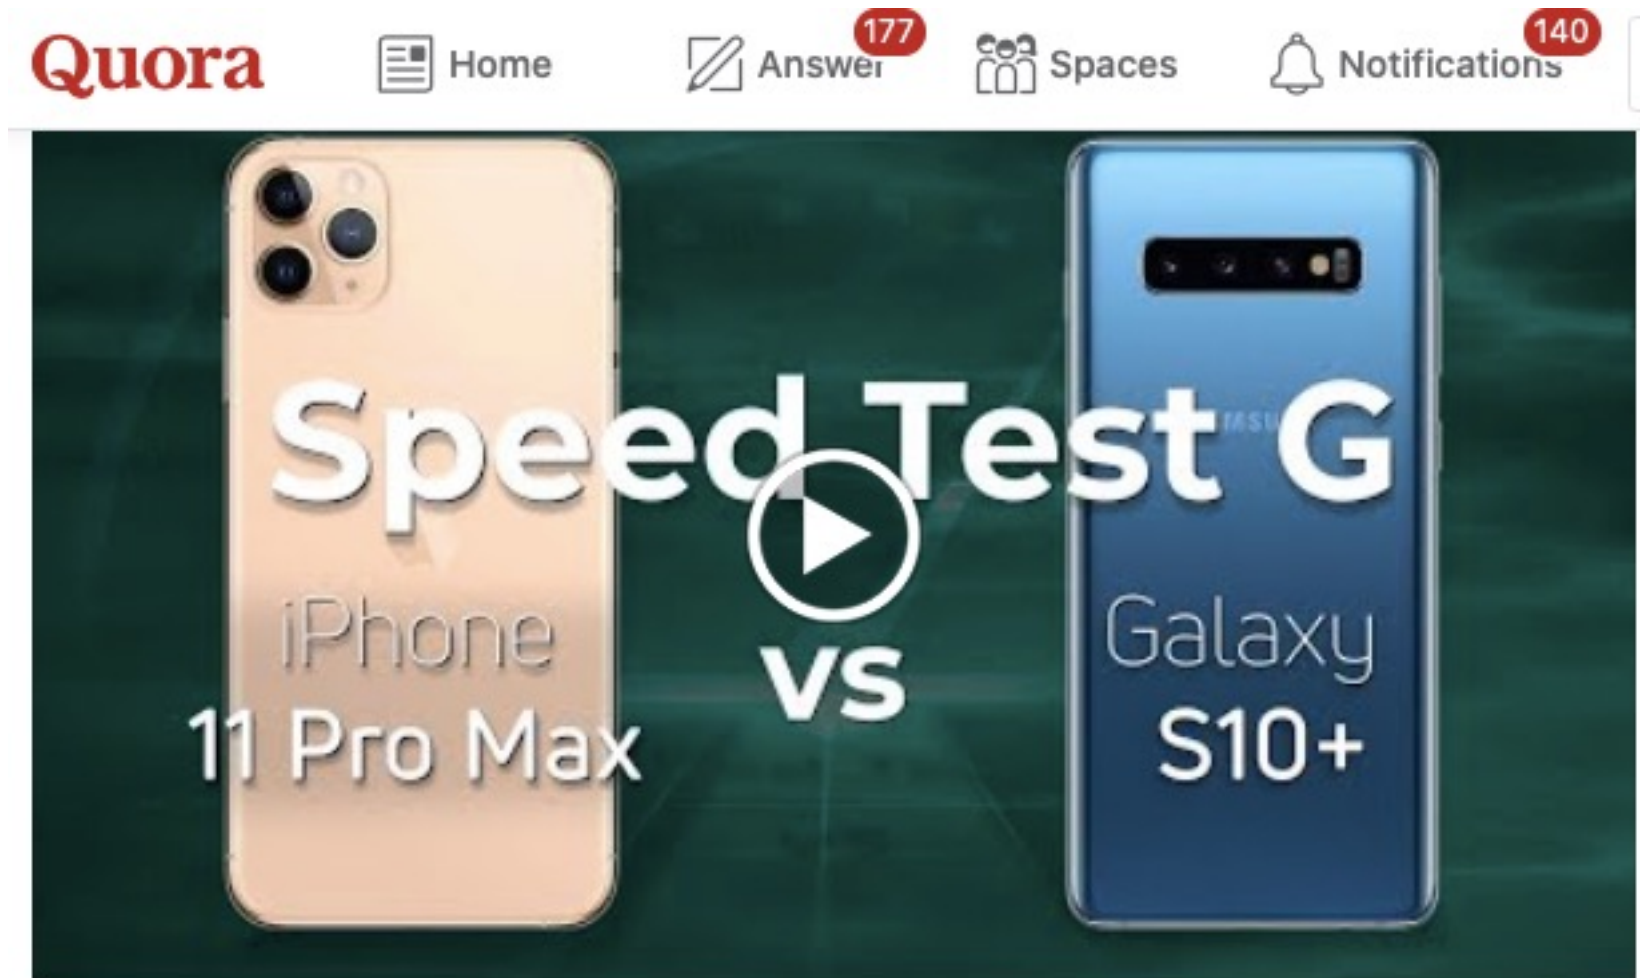 Quora Home Answer 177 Spaces Notifications 140
Speed Test G
iPhone
11 Pro Max
vs
Galaxy
S10+